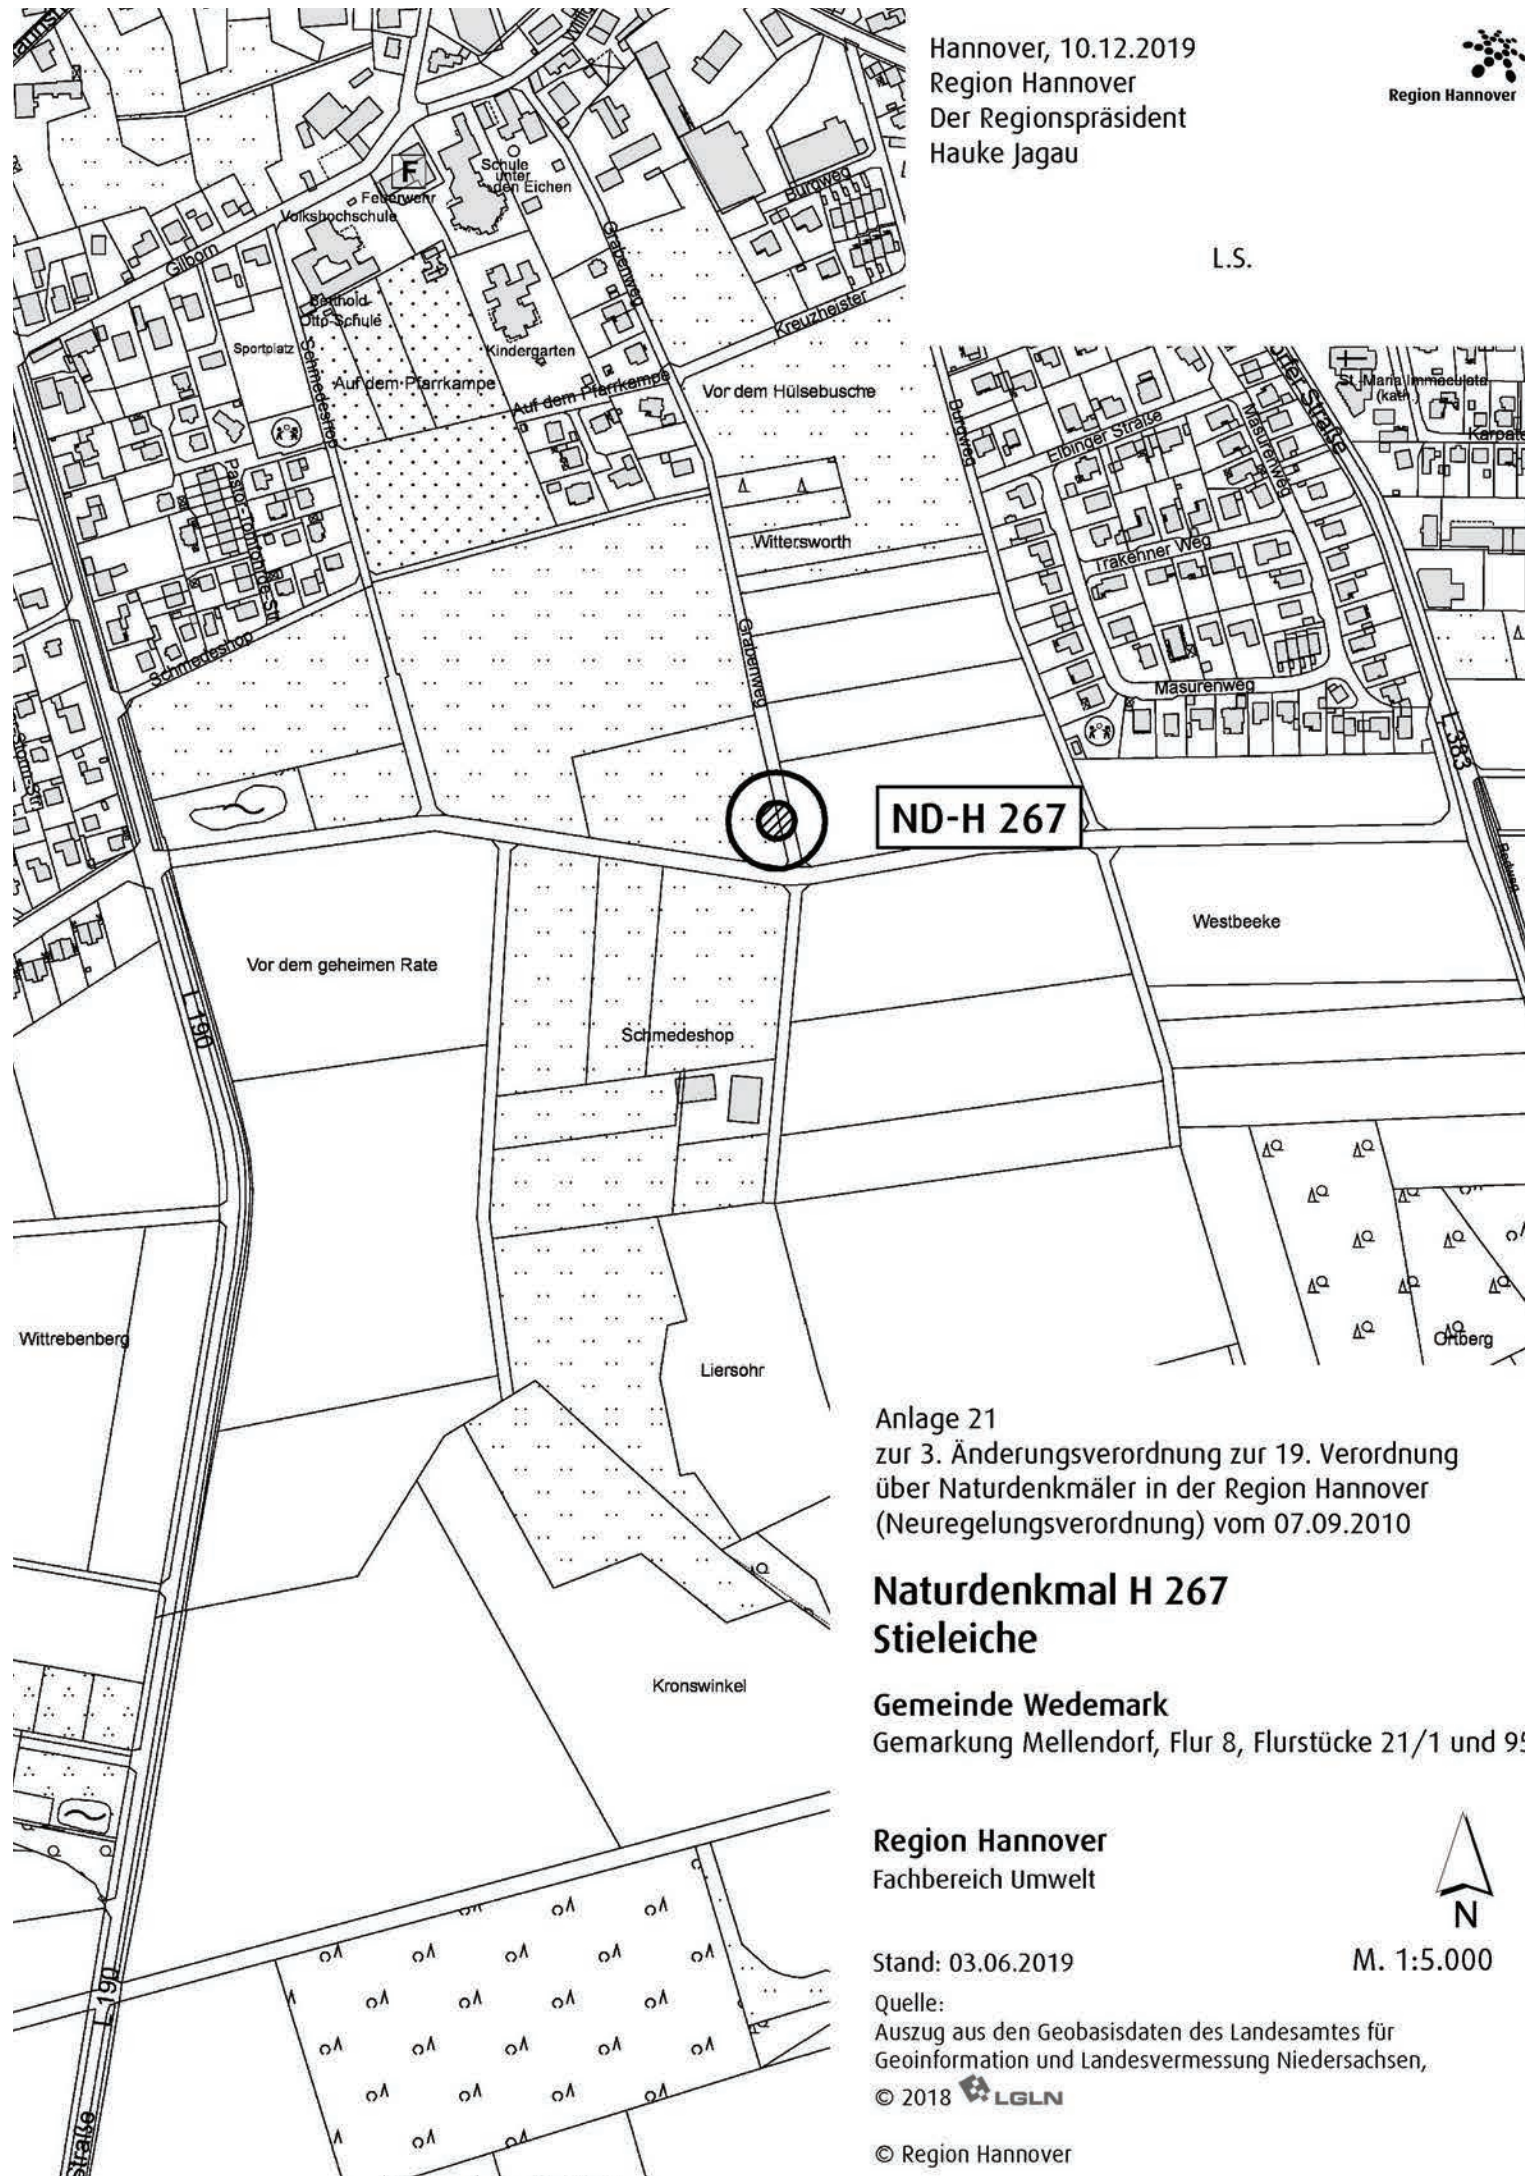 Hannover, 10.12.2019
Region Hannover
Der Regionspräsident
Hauke Jagau
Region Hannover
L.S.
F
Feuerwehr
Schule
unter
den Eichen
Volkshochschule
Gilborn
Berthold-
Otto-Schule
Sportplatz
Schmedeshop
Auf dem Pfarrkampe
Kindergarten
Auf dem Pfarrkampe
Grabenweg
Burgweg
Kreuzheister
Vor dem Hülsebusche
Burgweg
Elbinger Straße
Masurenweg
St. Maria Immaculata
(kath.)
Wittersworth
Trakehner Weg
Schmedeshop
Grabenweg
Masurenweg
L 383
ND-H 267
Westbeeke
Vor dem geheimen Rate
L 190
Schmedeshop
Wittrebenberg
Ortberg
Liersohr
Anlage 21
zur 3. Änderungsverordnung zur 19. Verordnung
über Naturdenkmäler in der Region Hannover
(Neuregelungsverordnung) vom 07.09.2010
Naturdenkmal H 267
Stieleiche
Kronswinkel
Gemeinde Wedemark
Gemarkung Mellendorf, Flur 8, Flurstücke 21/1 und 95
Region Hannover
Fachbereich Umwelt
N
Stand: 03.06.2019
M. 1:5.000
L 190
Quelle:
Auszug aus den Geobasisdaten des Landesamtes für
Geoinformation und Landesvermessung Niedersachsen,
© 2018 LGLN
straße
© Region Hannover